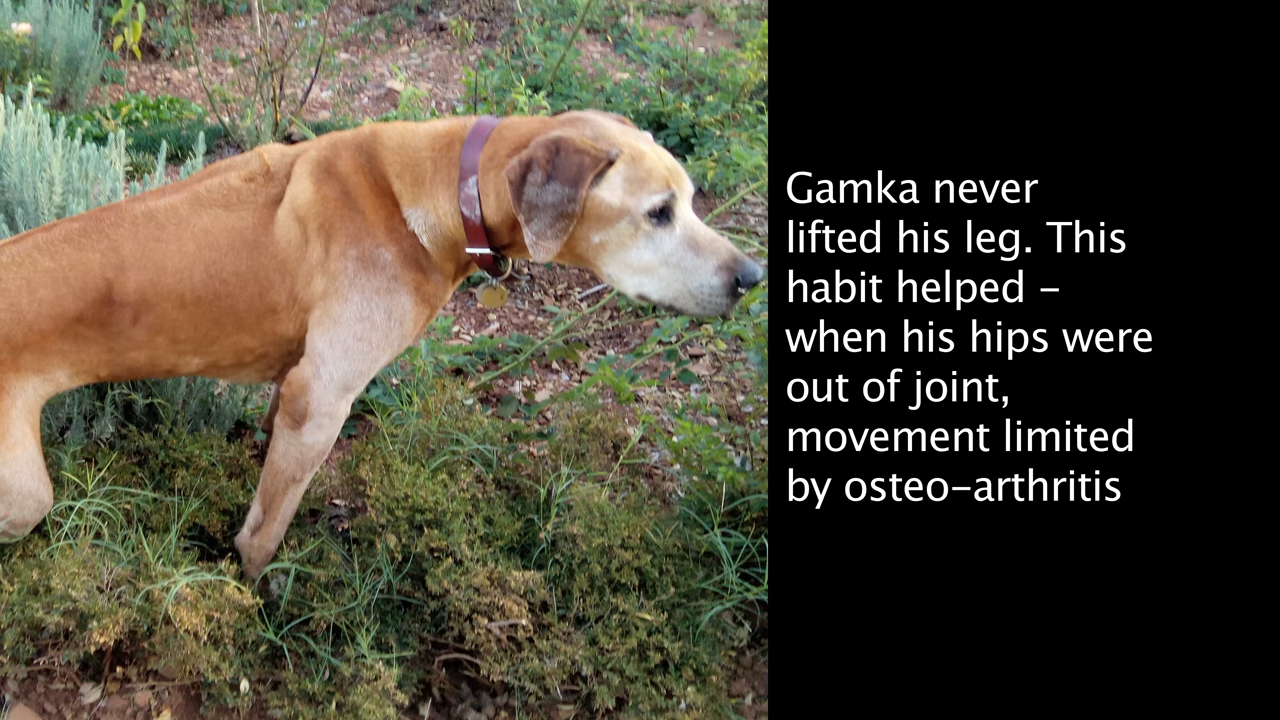 Gamka never
lifted his leg. This
habit helped –
when his hips were
out of joint,
movement limited
by osteo–arthritis